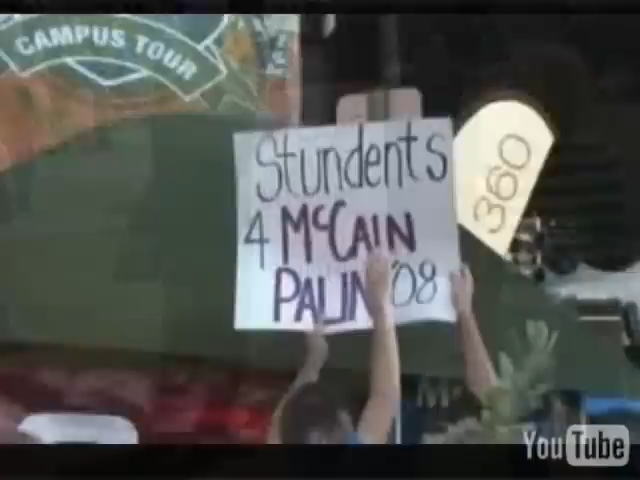 CAMPUS TOUR
Stundents
4 McCAIN
PALIN '08
360
YouTube